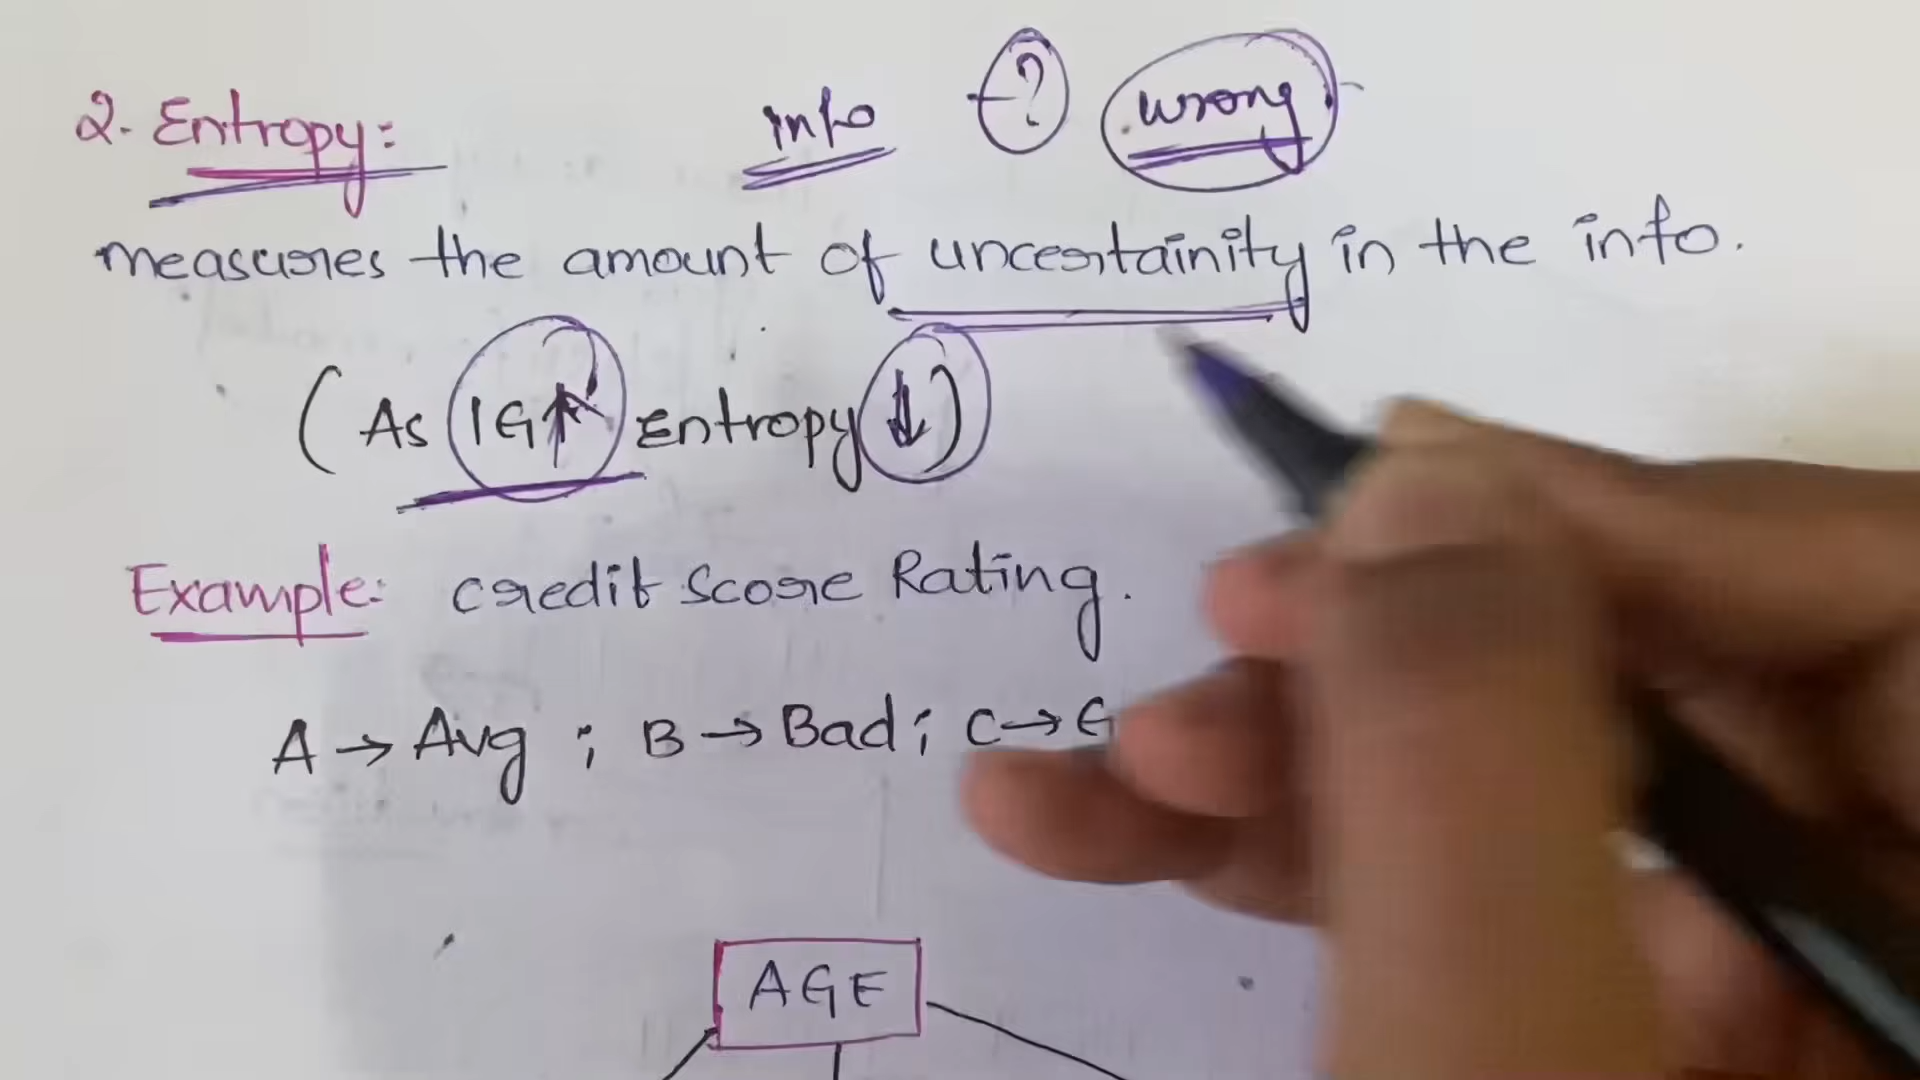 info -? wrong
2. Entropy:
measures the amount of uncertainity in the info.
(As IG↑ Entropy ↓)
Example: credit score Rating.
A → Avg ; B → Bad ; C → G
AGE